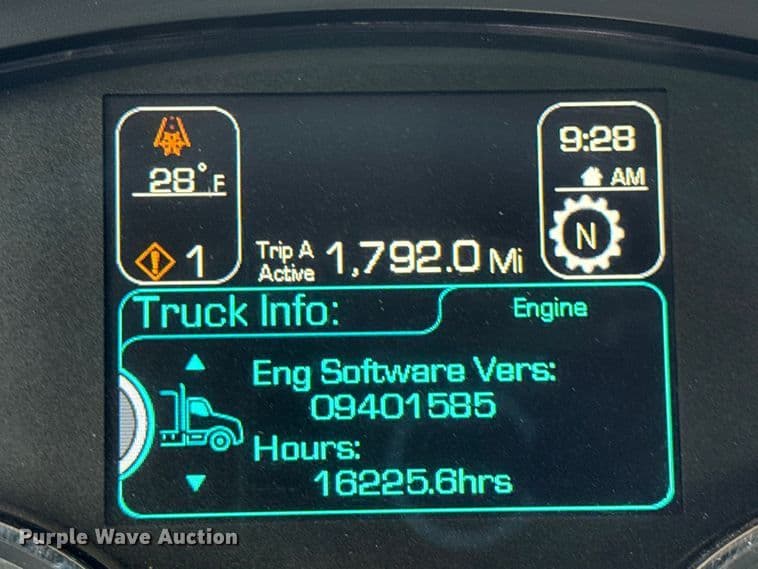 28°F
9:28
AM
N
1
Trip A
Active
1,792.0 Mi
Truck Info:
Engine
Eng Software Vers:
09401585
Hours:
16225.6hrs
Purple Wave Auction